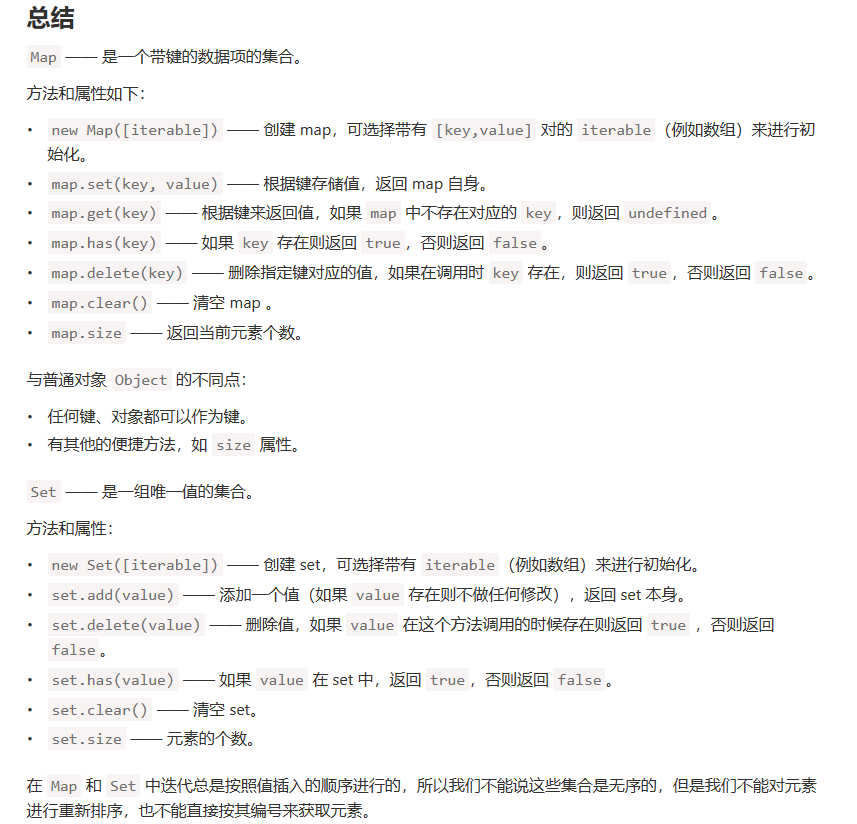 总结
Map —— 是一个带键的数据项的集合。
方法和属性如下：
• new Map([iterable]) —— 创建 map，可选择带有 [key,value] 对的 iterable（例如数组）来进行初
始化。
• map.set(key, value) —— 根据键存储值，返回 map 自身。
• map.get(key) —— 根据键来返回值，如果 map 中不存在对应的 key，则返回 undefined。
• map.has(key) —— 如果 key 存在则返回 true，否则返回 false。
• map.delete(key) —— 删除指定键对应的值，如果在调用时 key 存在，则返回 true，否则返回 false。
• map.clear() —— 清空 map 。
• map.size —— 返回当前元素个数。
与普通对象 Object 的不同点：
• 任何键、对象都可以作为键。
• 有其他的便捷方法，如 size 属性。
Set —— 是一组唯一值的集合。
方法和属性：
• new Set([iterable]) —— 创建 set，可选择带有 iterable（例如数组）来进行初始化。
• set.add(value) —— 添加一个值（如果 value 存在则不做任何修改），返回 set 本身。
• set.delete(value) —— 删除值，如果 value 在这个方法调用的时候存在则返回 true ，否则返回
false。
• set.has(value) —— 如果 value 在 set 中，返回 true，否则返回 false。
• set.clear() —— 清空 set。
• set.size —— 元素的个数。
在 Map 和 Set 中迭代总是按照值插入的顺序进行的，所以我们不能说这些集合是无序的，但是我们不能对元素
进行重新排序，也不能直接按其编号来获取元素。